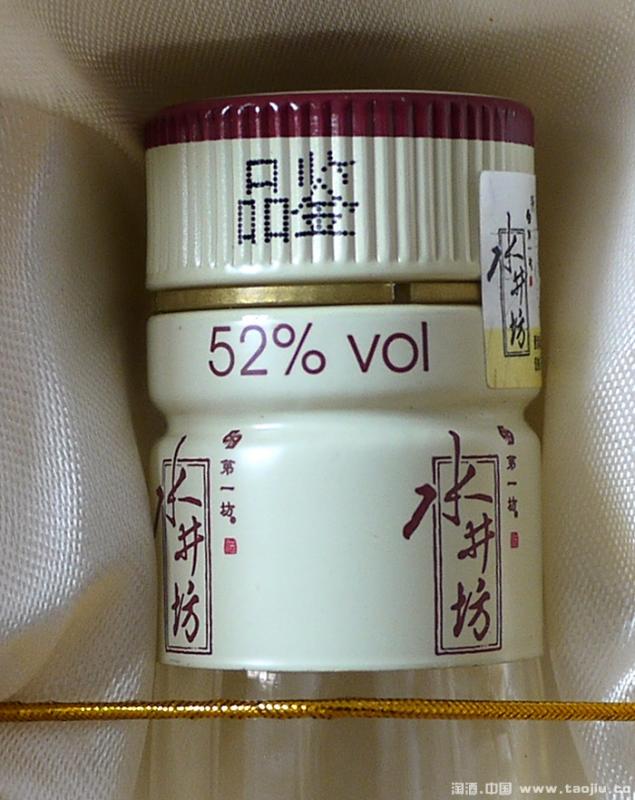 品鉴
水井坊
52% vol
水井坊
第一坊
水井坊
第一坊
淘酒.中国 www.taojiu.co